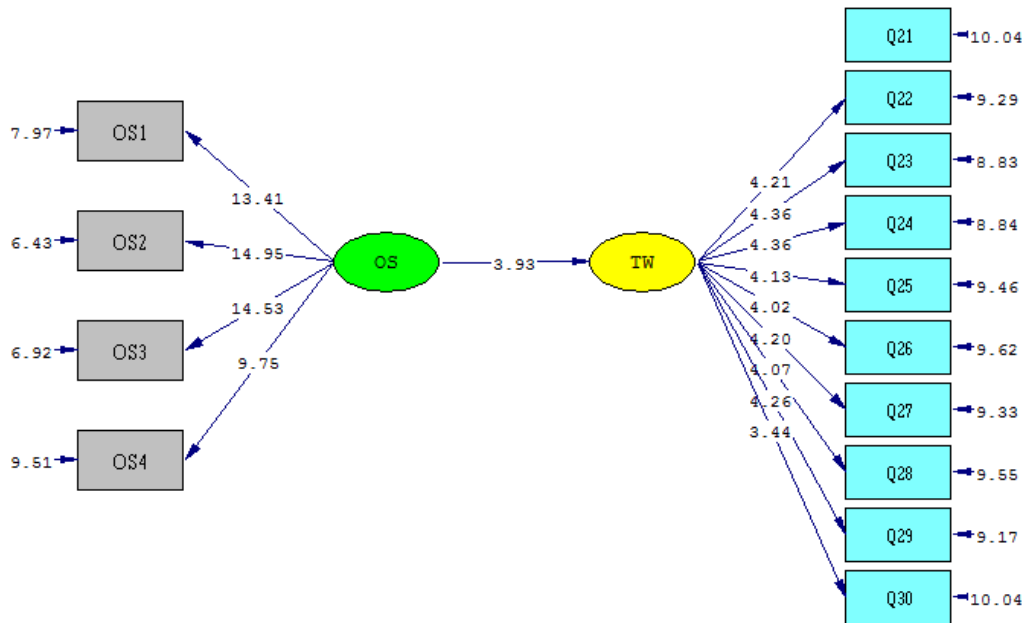 7.97
OS1
6.43
OS2
6.92
OS3
9.51
OS4
13.41
14.95
14.53
9.75
OS
3.93
TW
4.21
4.36
4.36
4.13
4.02
4.20
4.07
4.26
3.44
Q21
10.04
Q22
9.29
Q23
8.83
Q24
8.84
Q25
9.46
Q26
9.62
Q27
9.33
Q28
9.55
Q29
9.17
Q30
10.04